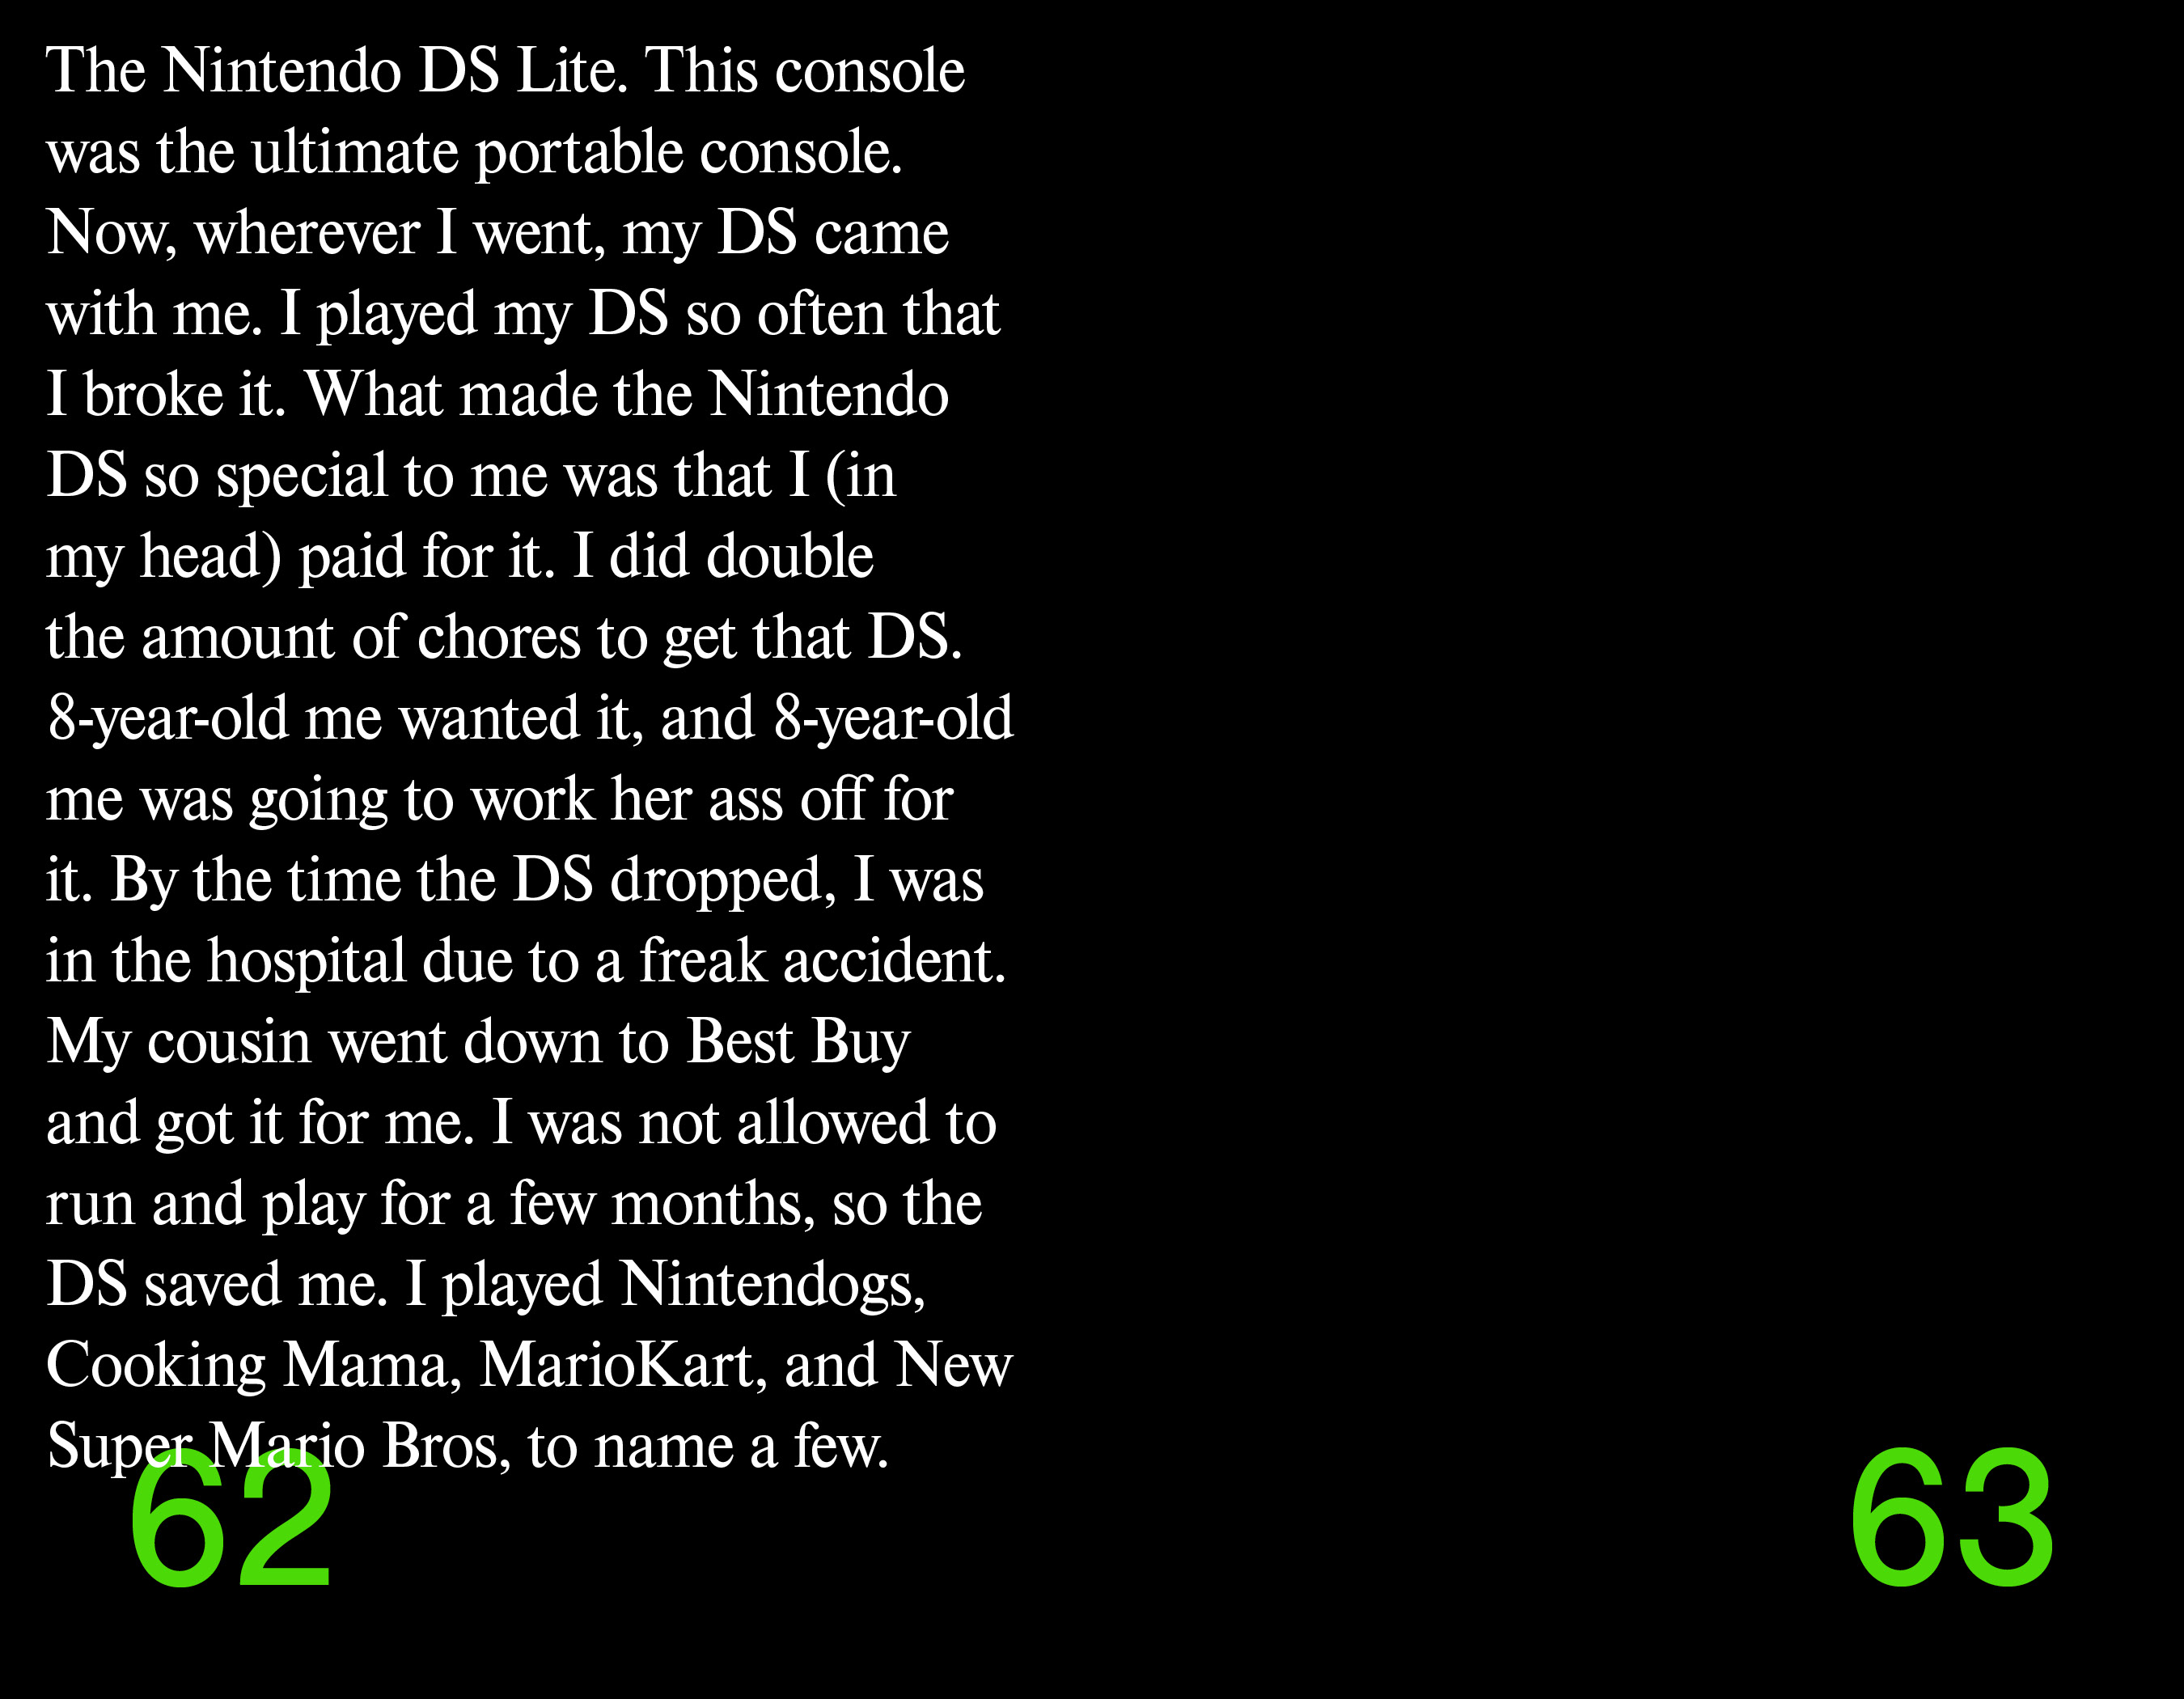 The Nintendo DS Lite. This console
was the ultimate portable console.
Now, wherever I went, my DS came
with me. I played my DS so often that
I broke it. What made the Nintendo
DS so special to me was that I (in
my head) paid for it. I did double
the amount of chores to get that DS.
8-year-old me wanted it, and 8-year-old
me was going to work her ass off for
it. By the time the DS dropped, I was
in the hospital due to a freak accident.
My cousin went down to Best Buy
and got it for me. I was not allowed to
run and play for a few months, so the
DS saved me. I played Nintendogs,
Cooking Mama, MarioKart, and New
Super Mario Bros, to name a few.
62
63